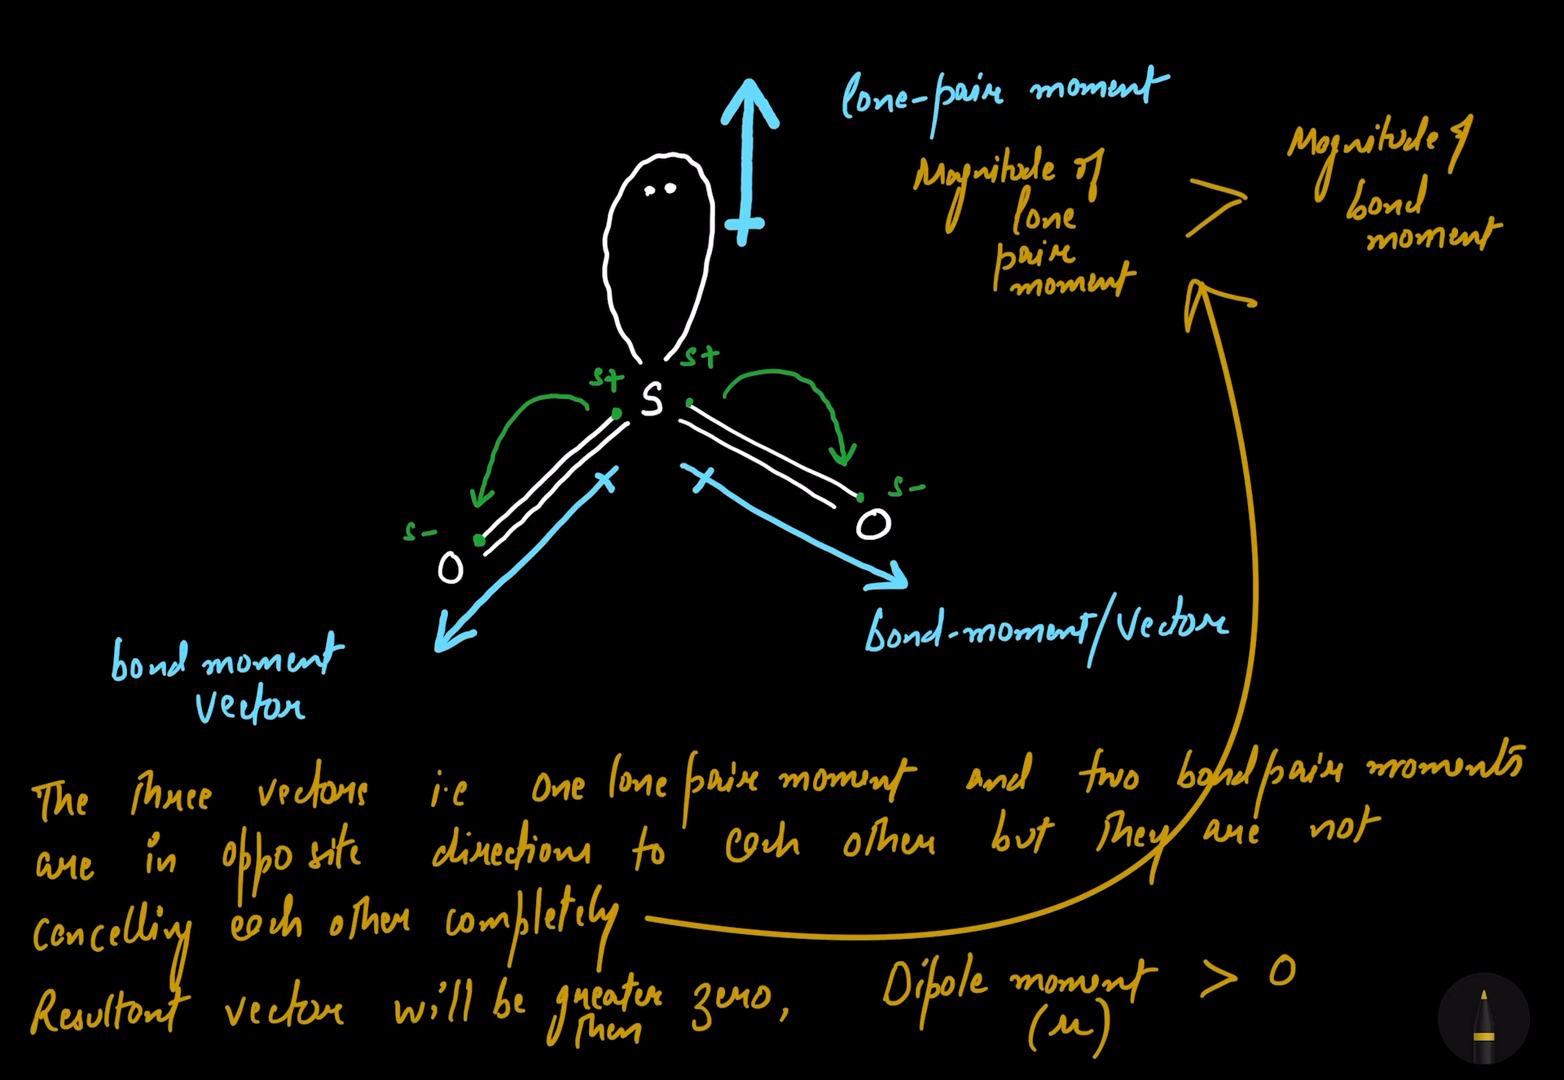 lone-pair moment
Magnitude of
lone
pair
moment
>
Magnitude of
bond
moment
S+
S+
S
S-
O
S-
O
bond moment
vector
bond-moment/vector
The three vectors i.e one lone pair moment and two bond pair moments
are in opposite directions to each other but they are not
cancelling each other completely
Resultant vector will be greater then zero,
Dipole moment > 0
(μ)